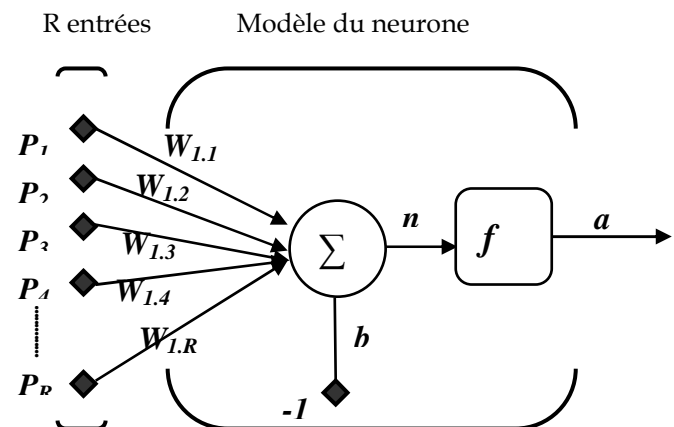 R entrées Modèle du neurone
P1 W1.1
P2 W1.2
P3 W1.3
P4 W1.4
PR W1.R
Σ n f a
b
-1